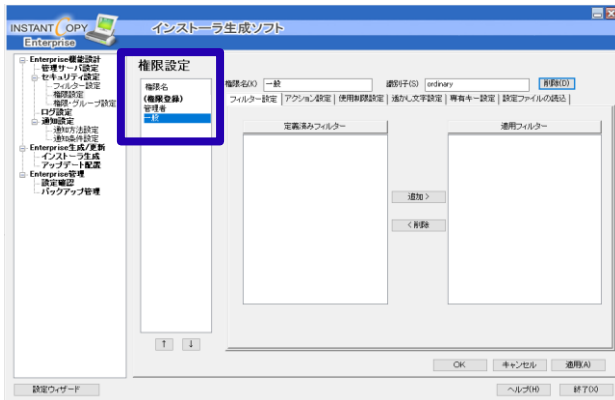 INSTANT COPY
Enterprise
インストーラ生成ソフト
Enterprise機能設計
管理サーバ設定
セキュリティ設定
フィルター設定
権限設定
権限・グループ設定
ログ設定
通知設定
通知方法設定
通知条件設定
Enterprise生成/更新
インストーラ生成
アップデート配置
Enterprise管理
設定確認
バックアップ管理
権限設定
権限名
(権限登録)
管理者
一般
権限名(X) 一般 識別子(S) ordinary 削除(D)
フィルター設定 アクション設定 使用制限設定 透かし文字設定 専有キー設定 設定ファイルの読込
定義済みフィルター 適用フィルター
追加 >
< 削除
↑ ↓
OK キャンセル 適用(A)
設定ウィザード ヘルプ(H) 終了(X)